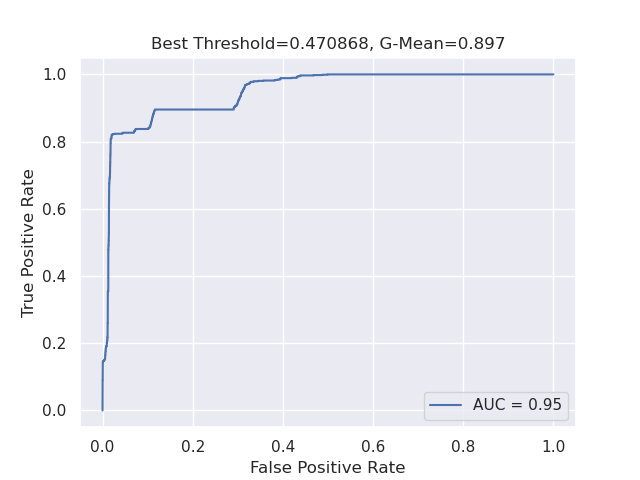 Best Threshold=0.470868, G-Mean=0.897
True Positive Rate
1.0
0.8
0.6
0.4
0.2
0.0
AUC = 0.95
0.0 0.2 0.4 0.6 0.8 1.0
False Positive Rate